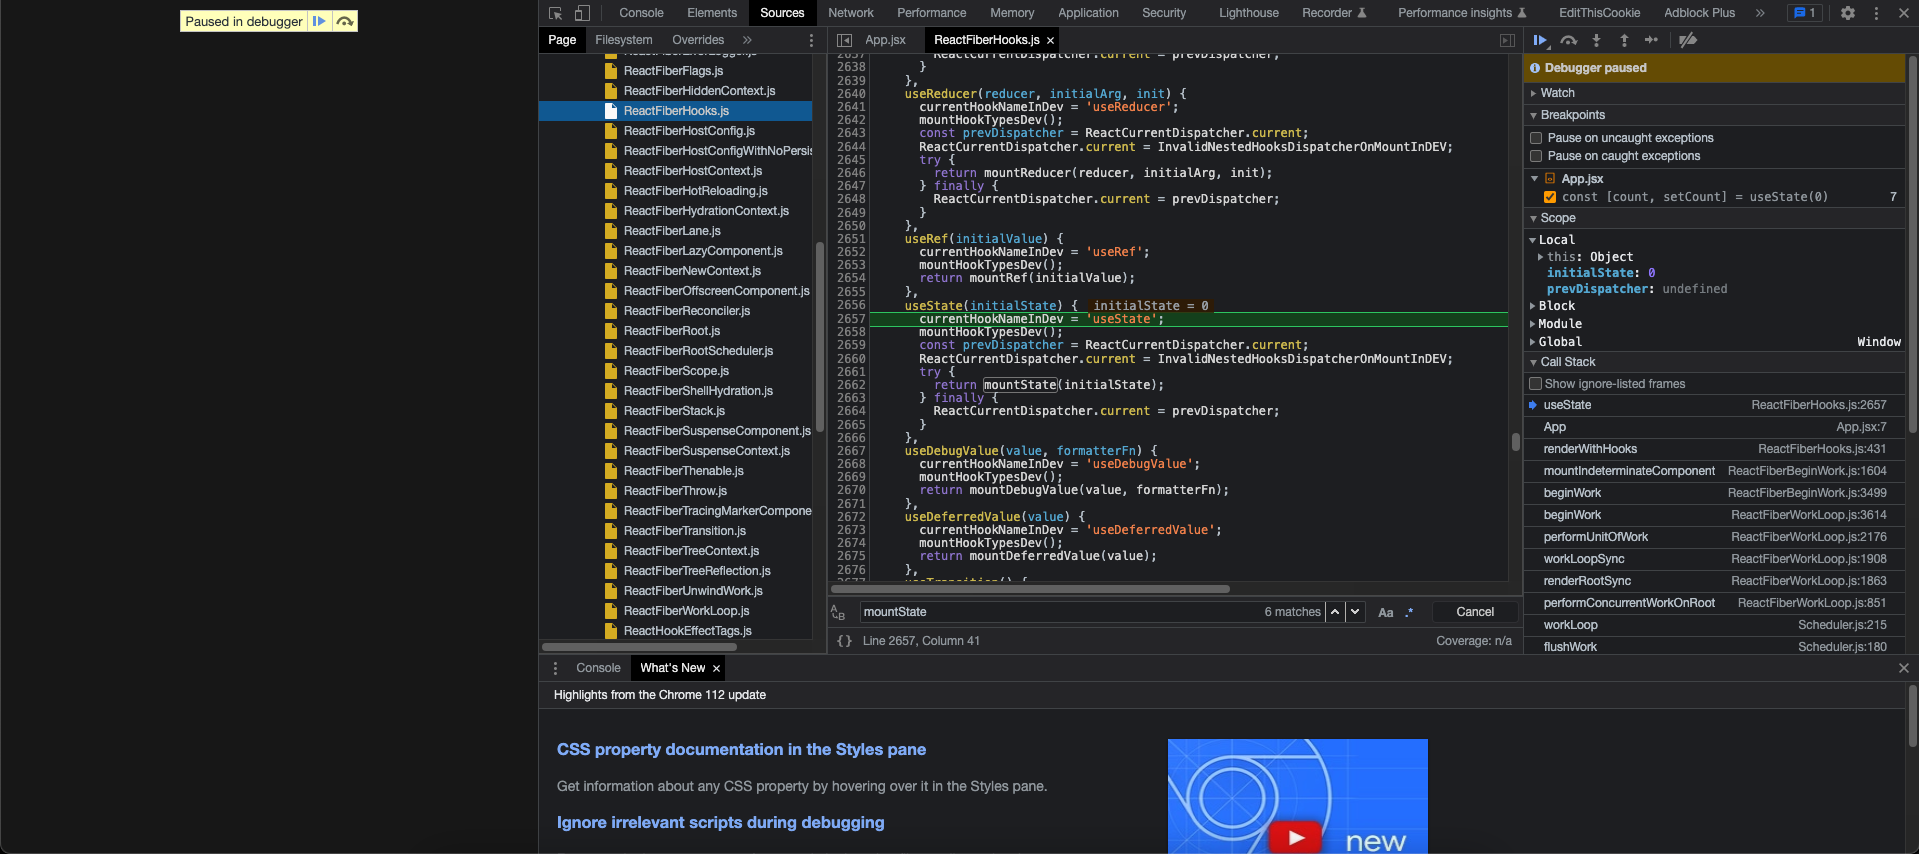 Paused in debugger
Console Elements Sources Network Performance Memory Application Security Lighthouse Recorder Performance insights EditThisCookie Adblock Plus » 1
Page Filesystem Overrides »
App.jsx ReactFiberHooks.js ×
ReactFiberFlags.js
ReactFiberHiddenContext.js
ReactFiberHooks.js
ReactFiberHostConfig.js
ReactFiberHostConfigWithNoPersis
ReactFiberHostContext.js
ReactFiberHotReloading.js
ReactFiberHydrationContext.js
ReactFiberLane.js
ReactFiberLazyComponent.js
ReactFiberNewContext.js
ReactFiberOffscreenComponent.js
ReactFiberReconciler.js
ReactFiberRoot.js
ReactFiberRootScheduler.js
ReactFiberScope.js
ReactFiberShellHydration.js
ReactFiberStack.js
ReactFiberSuspenseComponent.js
ReactFiberSuspenseContext.js
ReactFiberThenable.js
ReactFiberThrow.js
ReactFiberTracingMarkerCompone
ReactFiberTransition.js
ReactFiberTreeContext.js
ReactFiberTreeReflection.js
ReactFiberUnwindWork.js
ReactFiberWorkLoop.js
ReactHookEffectTags.js
2637 ReactCurrentDispatcher.current = prevDispatcher;
2638 }
2639 },
2640 useReducer(reducer, initialArg, init) {
2641 currentHookNameInDev = 'useReducer';
2642 mountHookTypesDev();
2643 const prevDispatcher = ReactCurrentDispatcher.current;
2644 ReactCurrentDispatcher.current = InvalidNestedHooksDispatcherOnMountInDEV;
2645 try {
2646 return mountReducer(reducer, initialArg, init);
2647 } finally {
2648 ReactCurrentDispatcher.current = prevDispatcher;
2649 }
2650 },
2651 useRef(initialValue) {
2652 currentHookNameInDev = 'useRef';
2653 mountHookTypesDev();
2654 return mountRef(initialValue);
2655 },
2656 useState(initialState) { initialState = 0
2657 currentHookNameInDev = 'useState';
2658 mountHookTypesDev();
2659 const prevDispatcher = ReactCurrentDispatcher.current;
2660 ReactCurrentDispatcher.current = InvalidNestedHooksDispatcherOnMountInDEV;
2661 try {
2662 return mountState(initialState);
2663 } finally {
2664 ReactCurrentDispatcher.current = prevDispatcher;
2665 }
2666 },
2667 useDebugValue(value, formatterFn) {
2668 currentHookNameInDev = 'useDebugValue';
2669 mountHookTypesDev();
2670 return mountDebugValue(value, formatterFn);
2671 },
2672 useDeferredValue(value) {
2673 currentHookNameInDev = 'useDeferredValue';
2674 mountHookTypesDev();
2675 return mountDeferredValue(value);
2676 },
2677 useTransition() {
mountState 6 matches Aa .* Cancel
{} Line 2657, Column 41 Coverage: n/a
Debugger paused
Watch
Breakpoints
Pause on uncaught exceptions
Pause on caught exceptions
App.jsx
const [count, setCount] = useState(0) 7
Scope
Local
this: Object
initialState: 0
prevDispatcher: undefined
Block
Module
Global Window
Call Stack
Show ignore-listed frames
useState ReactFiberHooks.js:2657
App App.jsx:7
renderWithHooks ReactFiberHooks.js:431
mountIndeterminateComponent ReactFiberBeginWork.js:1604
beginWork ReactFiberBeginWork.js:3499
beginWork ReactFiberWorkLoop.js:3614
performUnitOfWork ReactFiberWorkLoop.js:2176
workLoopSync ReactFiberWorkLoop.js:1908
renderRootSync ReactFiberWorkLoop.js:1863
performConcurrentWorkOnRoot ReactFiberWorkLoop.js:851
workLoop Scheduler.js:215
flushWork Scheduler.js:180
Console What's New ×
Highlights from the Chrome 112 update
CSS property documentation in the Styles pane
Get information about any CSS property by hovering over it in the Styles pane.
Ignore irrelevant scripts during debugging
new